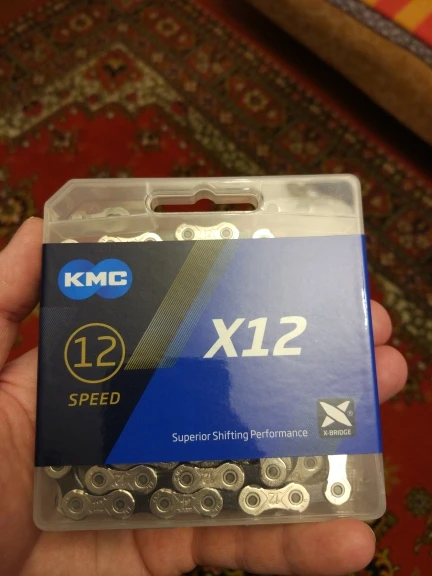 KMC
12
SPEED
X12
Superior Shifting Performance
X-BRIDGE